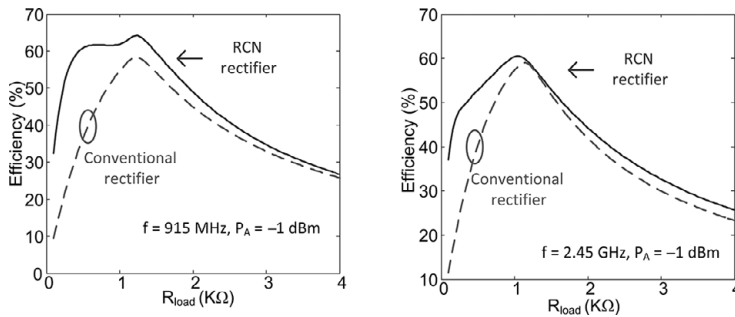 70
60
50
40
30
20
10
0
Efficiency (%)
RCN
rectifier
Conventional
rectifier
f = 915 MHz, PA = −1 dBm
0 1 2 3 4
Rload (KΩ)
70
60
50
40
30
20
10
Efficiency (%)
RCN
rectifier
Conventional
rectifier
f = 2.45 GHz, PA = −1 dBm
0 1 2 3 4
Rload (KΩ)